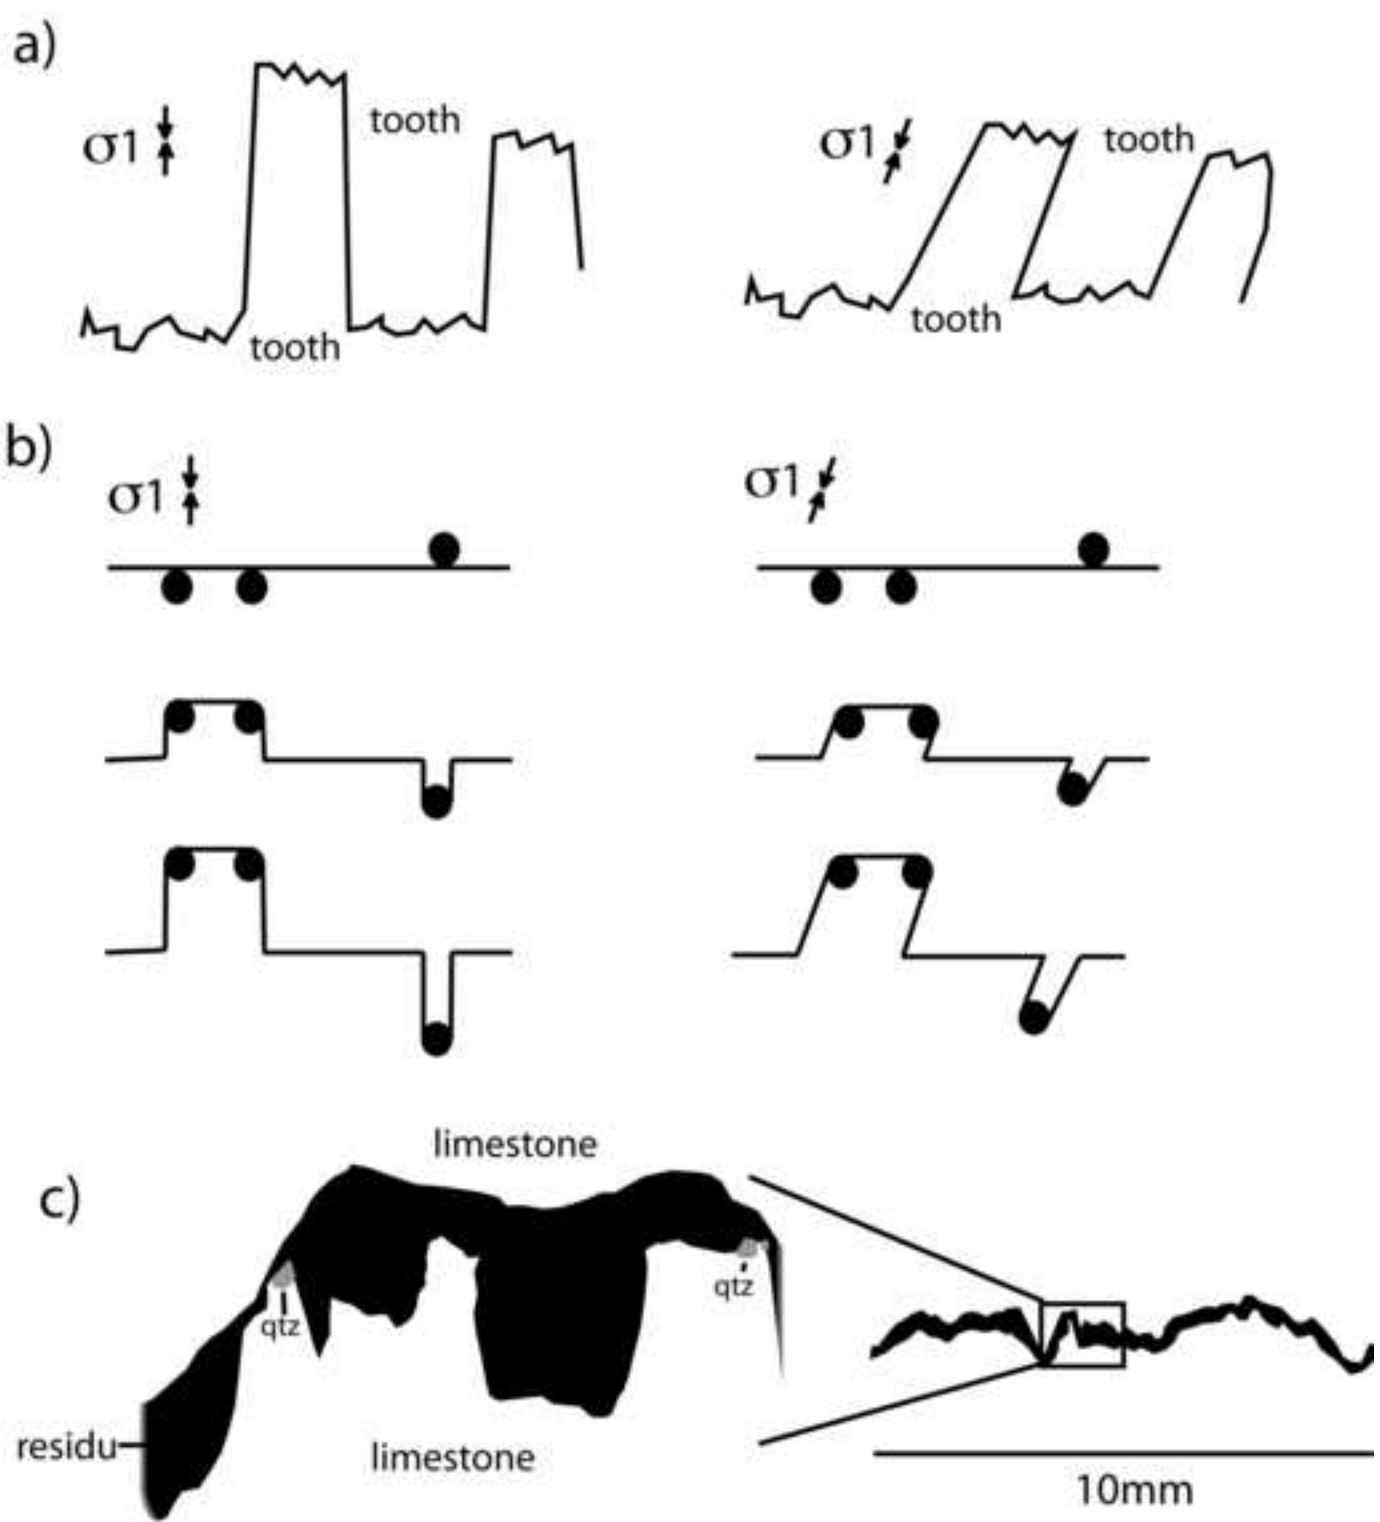 a)
σ1
tooth
tooth
σ1
tooth
tooth
b)
σ1
σ1
c)
limestone
qtz
qtz
residu
limestone
10mm